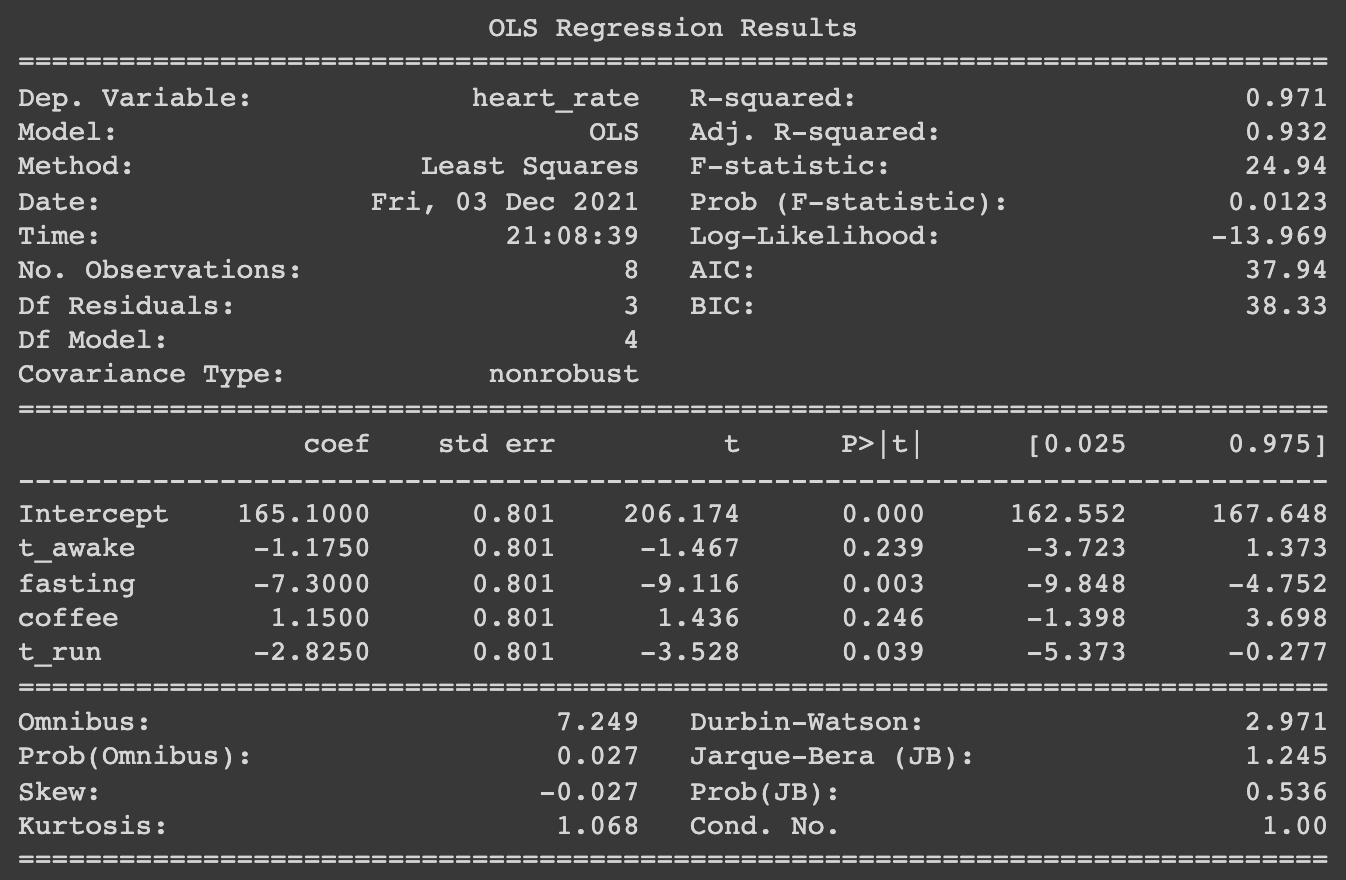 OLS Regression Results
==============================================================================
Dep. Variable: heart_rate R-squared: 0.971
Model: OLS Adj. R-squared: 0.932
Method: Least Squares F-statistic: 24.94
Date: Fri, 03 Dec 2021 Prob (F-statistic): 0.0123
Time: 21:08:39 Log-Likelihood: -13.969
No. Observations: 8 AIC: 37.94
Df Residuals: 3 BIC: 38.33
Df Model: 4
Covariance Type: nonrobust
==============================================================================
coef std err t P>|t| [0.025 0.975]
------------------------------------------------------------------------------
Intercept 165.1000 0.801 206.174 0.000 162.552 167.648
t_awake -1.1750 0.801 -1.467 0.239 -3.723 1.373
fasting -7.3000 0.801 -9.116 0.003 -9.848 -4.752
coffee 1.1500 0.801 1.436 0.246 -1.398 3.698
t_run -2.8250 0.801 -3.528 0.039 -5.373 -0.277
==============================================================================
Omnibus: 7.249 Durbin-Watson: 2.971
Prob(Omnibus): 0.027 Jarque-Bera (JB): 1.245
Skew: -0.027 Prob(JB): 0.536
Kurtosis: 1.068 Cond. No. 1.00
==============================================================================